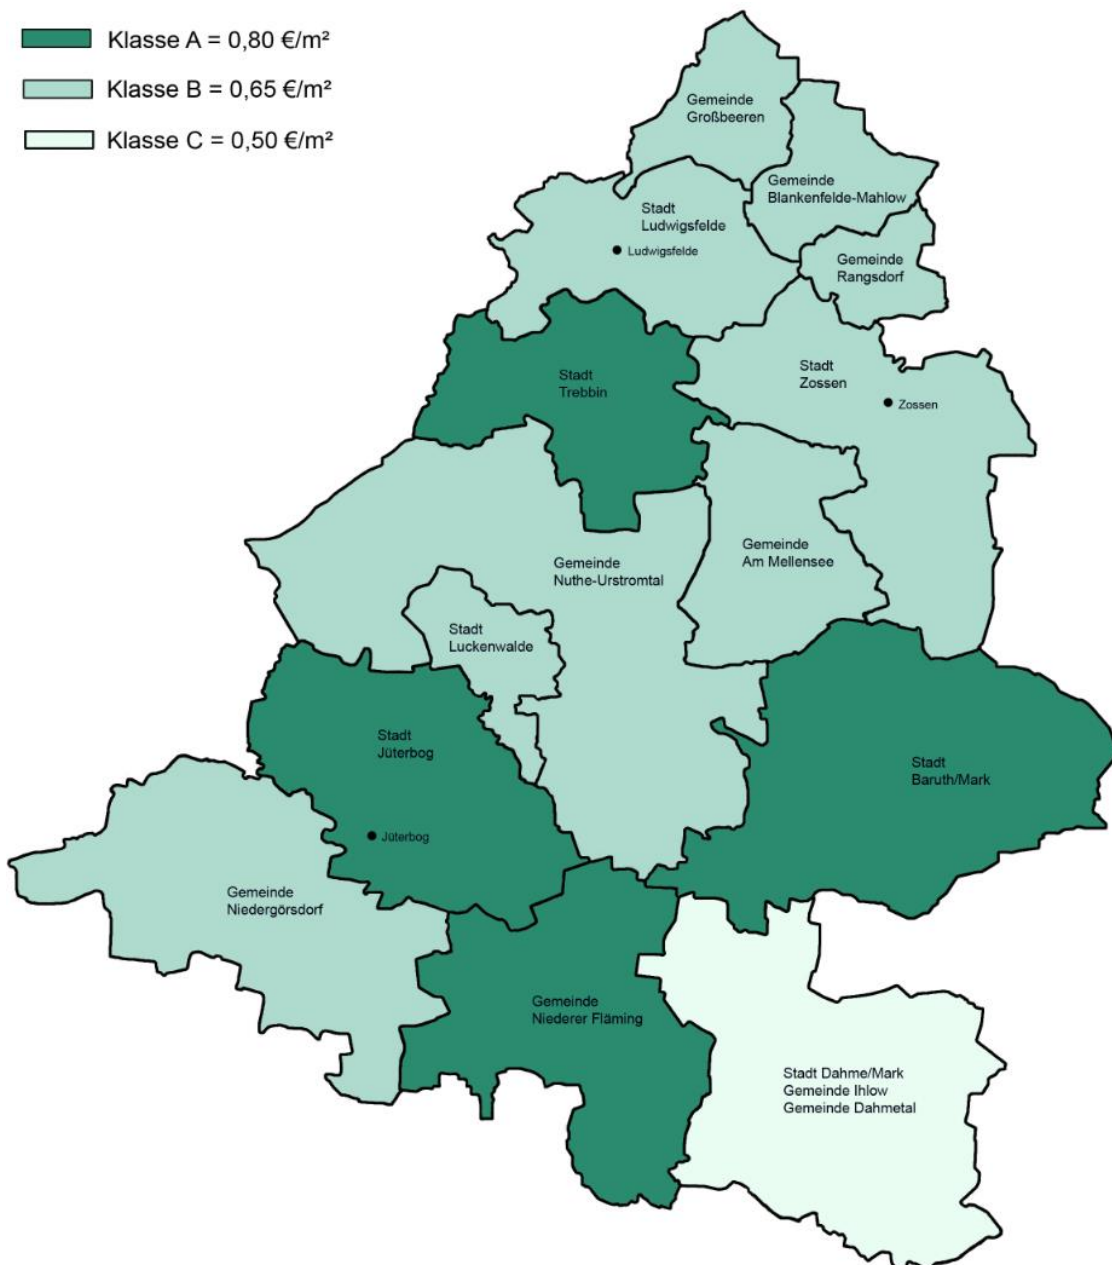 Klasse A = 0,80 €/m²
Klasse B = 0,65 €/m²
Klasse C = 0,50 €/m²
Gemeinde
Großbeeren
Gemeinde
Blankenfelde-Mahlow
Stadt
Ludwigsfelde
Ludwigsfelde
Gemeinde
Rangsdorf
Stadt
Trebbin
Stadt
Zossen
Zossen
Gemeinde
Nuthe-Urstromtal
Gemeinde
Am Mellensee
Stadt
Luckenwalde
Stadt
Jüterbog
Jüterbog
Stadt
Baruth/Mark
Gemeinde
Niedergörsdorf
Gemeinde
Niederer Fläming
Stadt Dahme/Mark
Gemeinde Ihlow
Gemeinde Dahmetal